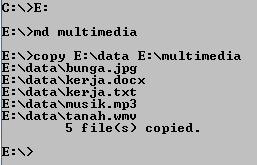 C:\>E:
E:\>md multimedia
E:\>copy E:\data E:\multimedia
E:\data\bunga.jpg
E:\data\kerja.docx
E:\data\kerja.txt
E:\data\musik.mp3
E:\data\tanah.wmv
5 file(s) copied.
E:\>